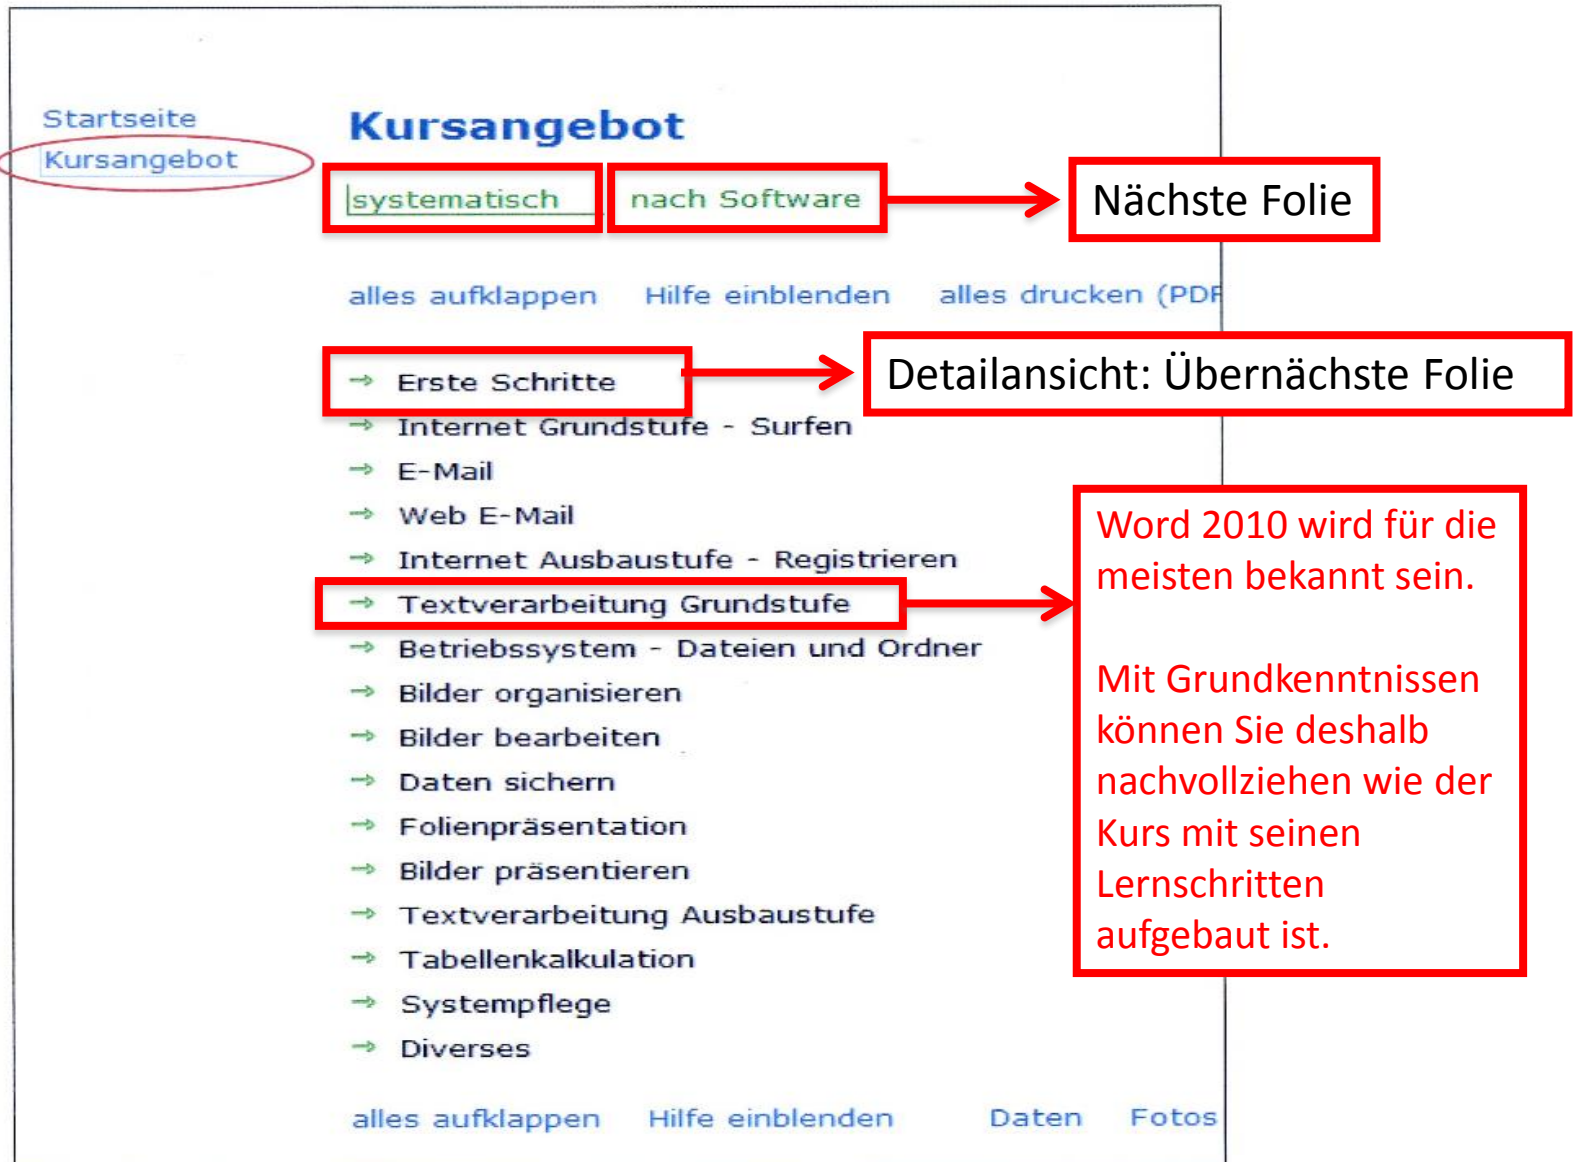 Startseite
Kursangebot
Kursangebot
systematisch nach Software
Nächste Folie
alles aufklappen Hilfe einblenden alles drucken (PDF
Erste Schritte
Detailansicht: Übernächste Folie
Internet Grundstufe - Surfen
E-Mail
Web E-Mail
Internet Ausbaustufe - Registrieren
Textverarbeitung Grundstufe
Betriebssystem - Dateien und Ordner
Bilder organisieren
Bilder bearbeiten
Daten sichern
Folienpräsentation
Bilder präsentieren
Textverarbeitung Ausbaustufe
Tabellenkalkulation
Systempflege
Diverses
Word 2010 wird für die
meisten bekannt sein.
Mit Grundkenntnissen
können Sie deshalb
nachvollziehen wie der
Kurs mit seinen
Lernschritten
aufgebaut ist.
alles aufklappen Hilfe einblenden Daten Fotos